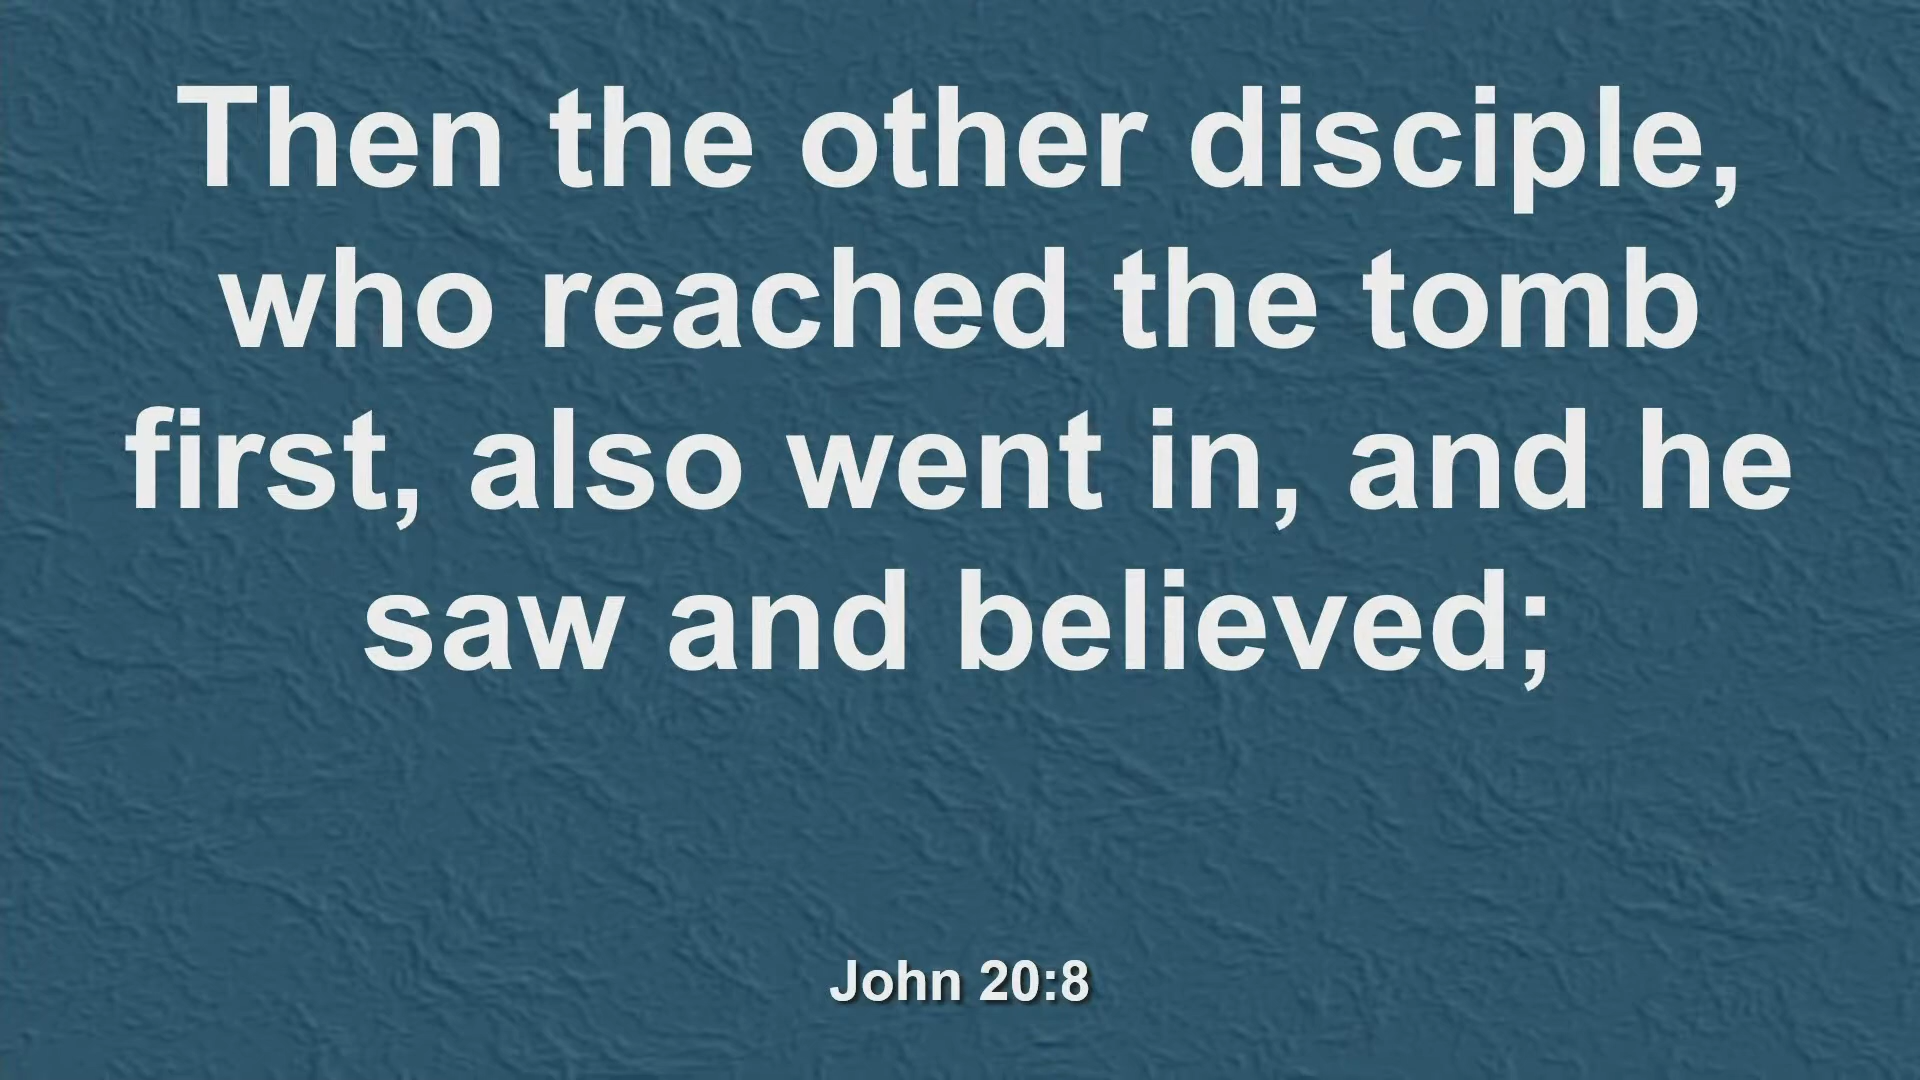 Then the other disciple,
who reached the tomb
first, also went in, and he
saw and believed;
John 20:8